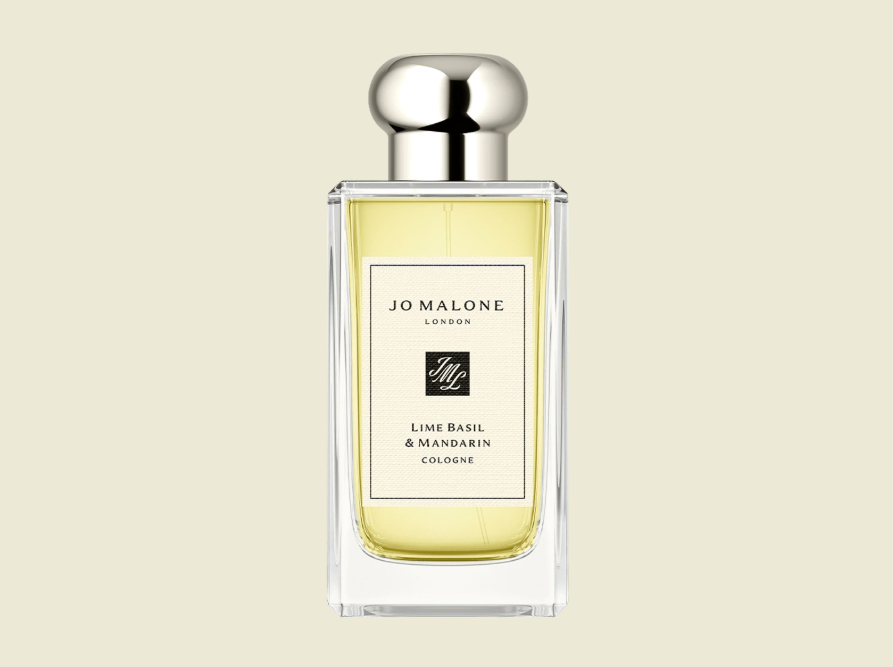 JO MALONE
LONDON
JML
LIME BASIL
& MANDARIN
COLOGNE